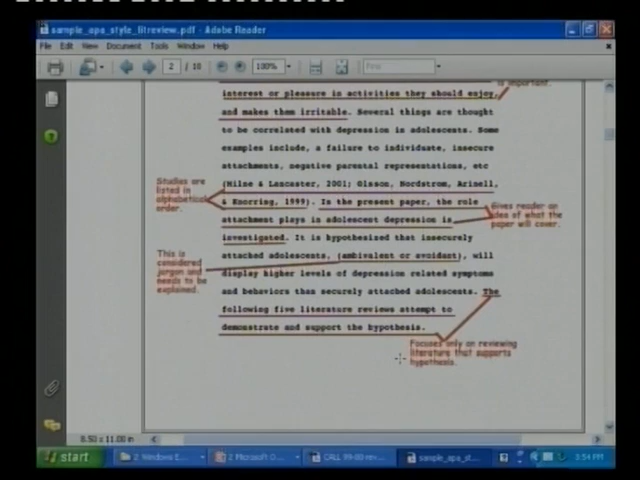 sample_apa_style_litreview.pdf - Adobe Reader
File Edit View Document Tools Window Help
2 / 10 100% Find
is important.
interest or pleasure in activities they should enjoy,
and makes them irritable. Several things are thought
to be correlated with depression in adolescents. Some
examples include, a failure to individuate, insecure
attachments, negative parental representations, etc
Studies are
listed in
alphabetical
order.
(Milne & Lancaster, 2001; Olsson, Nordstrom, Arinell,
& Knorring, 1999). In the present paper, the role
attachment plays in adolescent depression is
investigated. It is hypothesized that insecurely
Gives reader an
idea of what the
paper will cover.
This is
considered
jargon and
needs to be
explained.
attached adolescents, (ambivalent or avoidant), will
display higher levels of depression related symptoms
and behaviors than securely attached adolescents. The
following five literature reviews attempt to
demonstrate and support the hypothesis.
Focuses only on reviewing
literature that supports
hypothesis.
8.50 x 11.00 in
start 2 Windows E... 2 Microsoft O... sample_apa_st... 3:54 PM